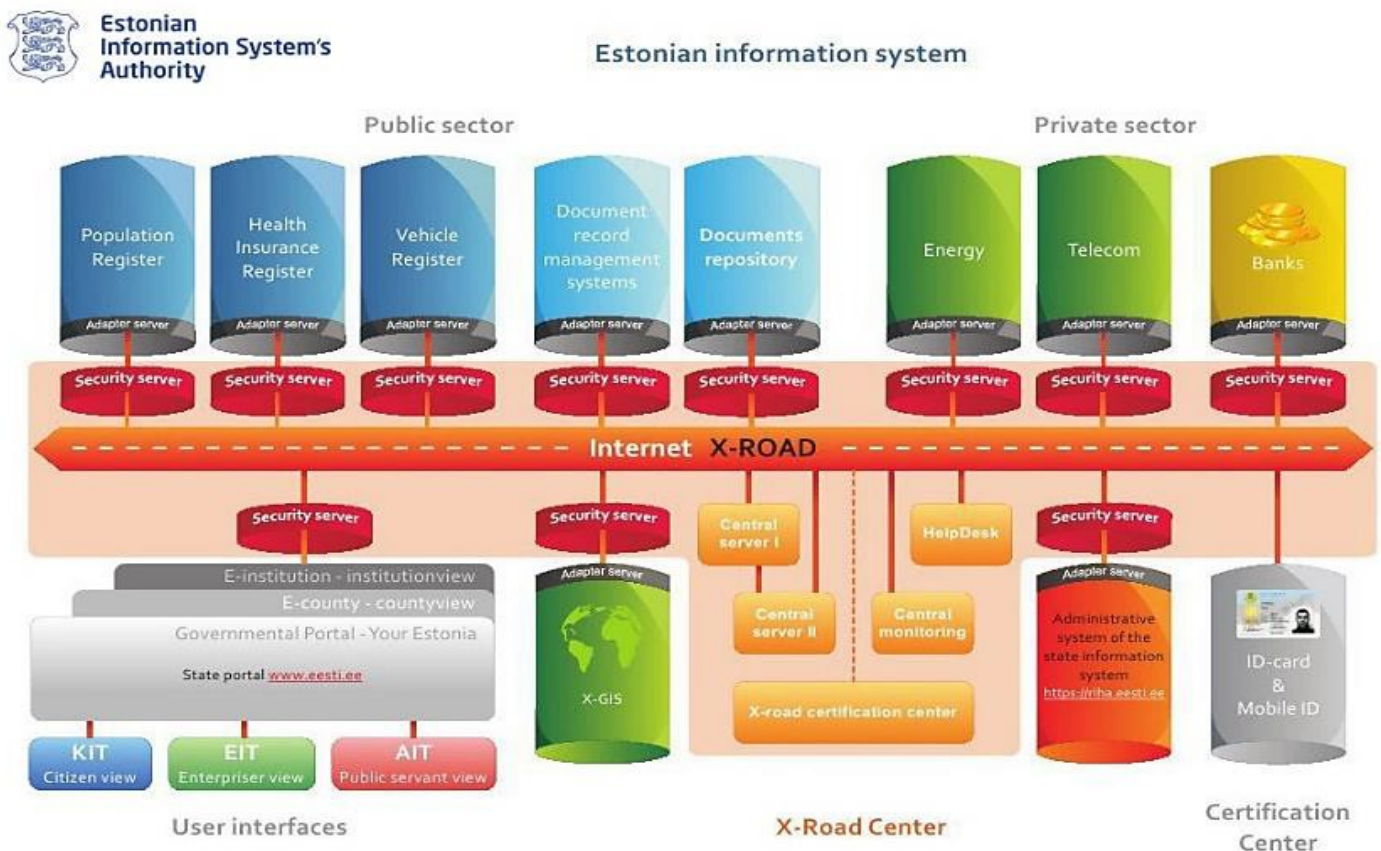 Estonian
Information System's
Authority
Estonian information system
Public sector
Private sector
Population
Register
Adapter server
Health
Insurance
Register
Adapter server
Vehicle
Register
Adapter server
Document
record
management
systems
Adapter server
Documents
repository
Adapter server
Energy
Adapter server
Telecom
Adapter server
Banks
Adapter server
Security server
Security server
Security server
Security server
Security server
Security server
Security server
Security server
Internet X-ROAD
Security server
Security server
Central
server I
HelpDesk
Security server
E-institution - institutionview
E-county - countyview
Governmental Portal - Your Estonia
State portal www.eesti.ee
Adapter server
X-GIS
Central
server II
Central
monitoring
X-road certification center
Adapter server
Administrative
system of the
state information
system
https://riha.eesti.ee
ID-card
&
Mobile ID
KIT
Citizen view
EIT
Enterpriser view
AIT
Public servant view
User interfaces
X-Road Center
Certification
Center